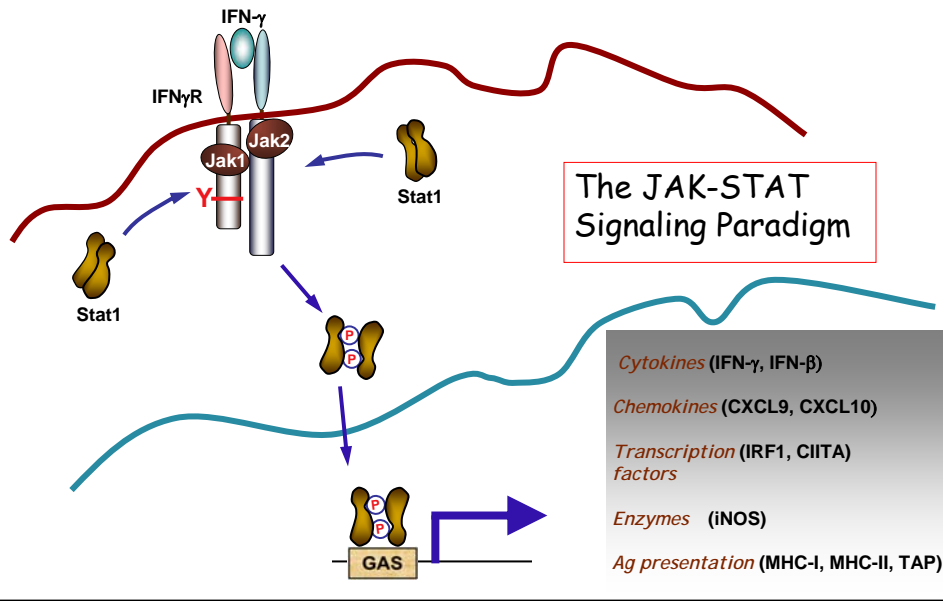 IFN-γ
IFNγR
Jak2
Jak1
Y
Stat1
Stat1
The JAK-STAT
Signaling Paradigm
P
P
Cytokines (IFN-γ, IFN-β)
Chemokines (CXCL9, CXCL10)
Transcription (IRF1, CIITA)
factors
Enzymes (iNOS)
Ag presentation (MHC-I, MHC-II, TAP)
P
P
GAS